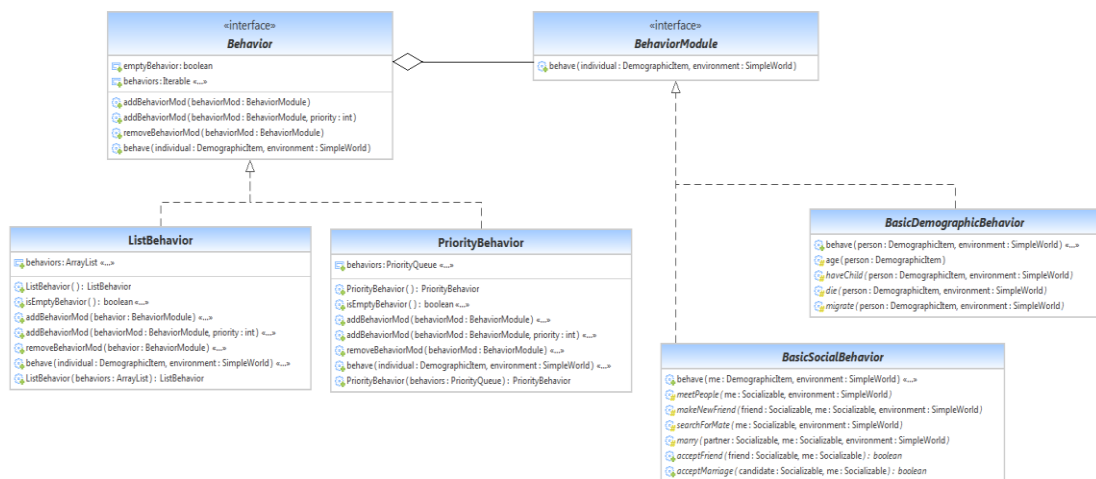 «interface»
Behavior
emptyBehavior: boolean
behaviors: Iterable «...»
addBehaviorMod ( behaviorMod : BehaviorModule )
addBehaviorMod ( behaviorMod : BehaviorModule, priority : int )
removeBehaviorMod ( behaviorMod : BehaviorModule )
behave ( individual : DemographicItem, environment : SimpleWorld )
«interface»
BehaviorModule
behave ( individual : DemographicItem, environment : SimpleWorld )
ListBehavior
behaviors: ArrayList «...»
ListBehavior ( ) : ListBehavior
isEmptyBehavior ( ) : boolean «...»
addBehaviorMod ( behavior : BehaviorModule ) «...»
addBehaviorMod ( behaviorMod : BehaviorModule, priority : int ) «...»
removeBehaviorMod ( behavior : BehaviorModule ) «...»
behave ( individual : DemographicItem, environment : SimpleWorld ) «...»
ListBehavior ( behaviors : ArrayList ) : ListBehavior
PriorityBehavior
behaviors: PriorityQueue «...»
PriorityBehavior ( ) : PriorityBehavior
isEmptyBehavior ( ) : boolean «...»
addBehaviorMod ( behaviorMod : BehaviorModule ) «...»
addBehaviorMod ( behaviorMod : BehaviorModule, priority : int ) «...»
removeBehaviorMod ( behaviorMod : BehaviorModule ) «...»
behave ( individual : DemographicItem, environment : SimpleWorld ) «...»
PriorityBehavior ( behaviors : PriorityQueue ) : PriorityBehavior
BasicDemographicBehavior
behave ( person : DemographicItem, environment : SimpleWorld ) «...»
age ( person : DemographicItem )
haveChild ( person : DemographicItem, environment : SimpleWorld )
die ( person : DemographicItem, environment : SimpleWorld )
migrate ( person : DemographicItem, environment : SimpleWorld )
BasicSocialBehavior
behave ( me : DemographicItem, environment : SimpleWorld ) «...»
meetPeople ( me : Socializable, environment : SimpleWorld )
makeNewFriend ( friend : Socializable, me : Socializable, environment : SimpleWorld )
searchForMate ( me : Socializable, environment : SimpleWorld )
marry ( partner : Socializable, me : Socializable, environment : SimpleWorld )
acceptFriend ( friend : Socializable, me : Socializable ) : boolean
acceptMarriage ( candidate : Socializable, me : Socializable ) : boolean